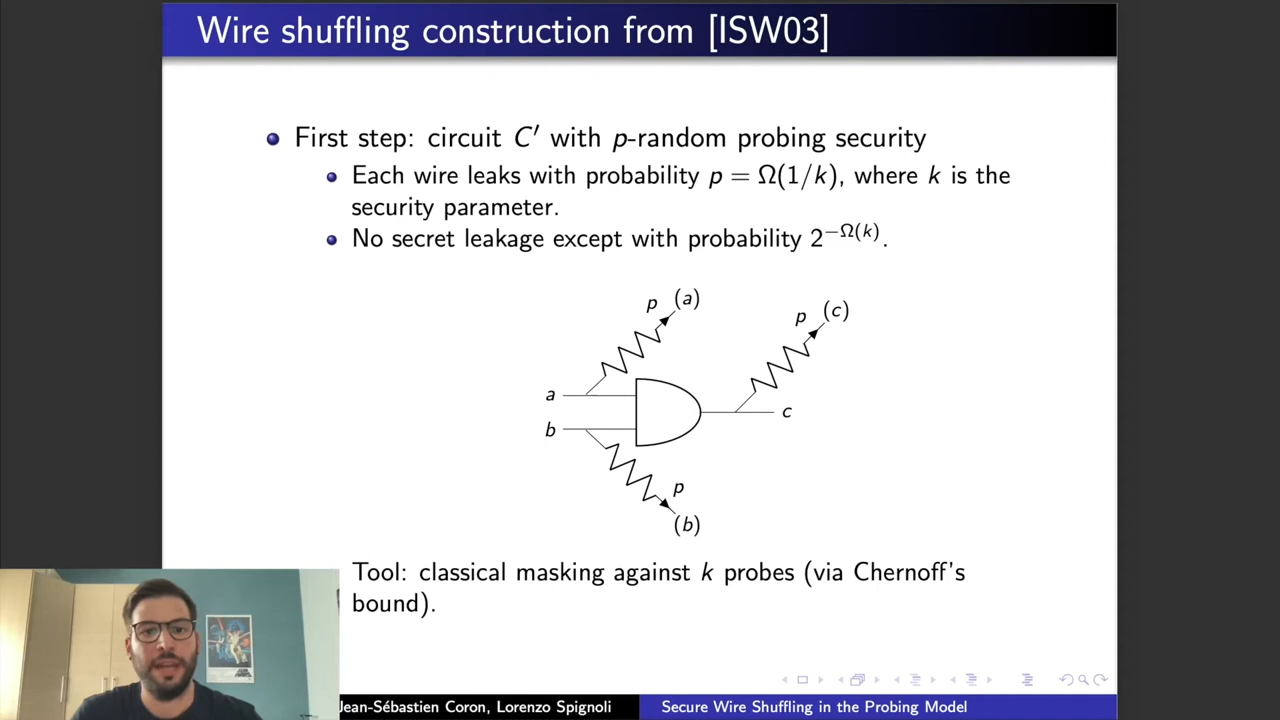 Wire shuffling construction from [ISW03]
First step: circuit C′ with p-random probing security
Each wire leaks with probability p = Ω(1/k), where k is the
security parameter.
No secret leakage except with probability 2^{−Ω(k)}.
p (a)
p (c)
a
b
c
p
(b)
Tool: classical masking against k probes (via Chernoff's
bound).
Jean-Sébastien Coron, Lorenzo Spignoli
Secure Wire Shuffling in the Probing Model